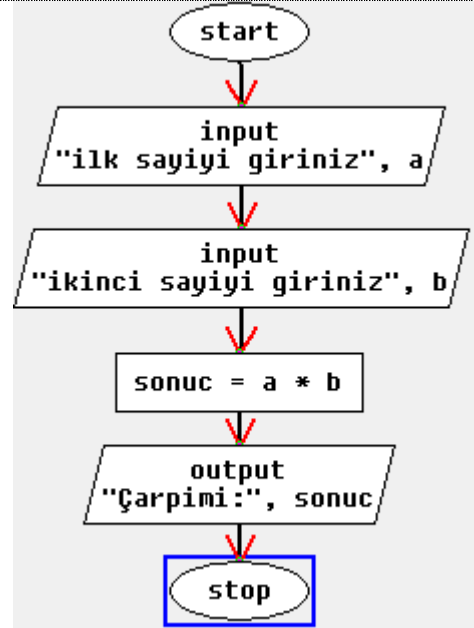 start
input
"ilk sayiyi giriniz", a
input
"ikinci sayiyi giriniz", b
sonuc = a * b
output
"Çarpimi:", sonuc
stop